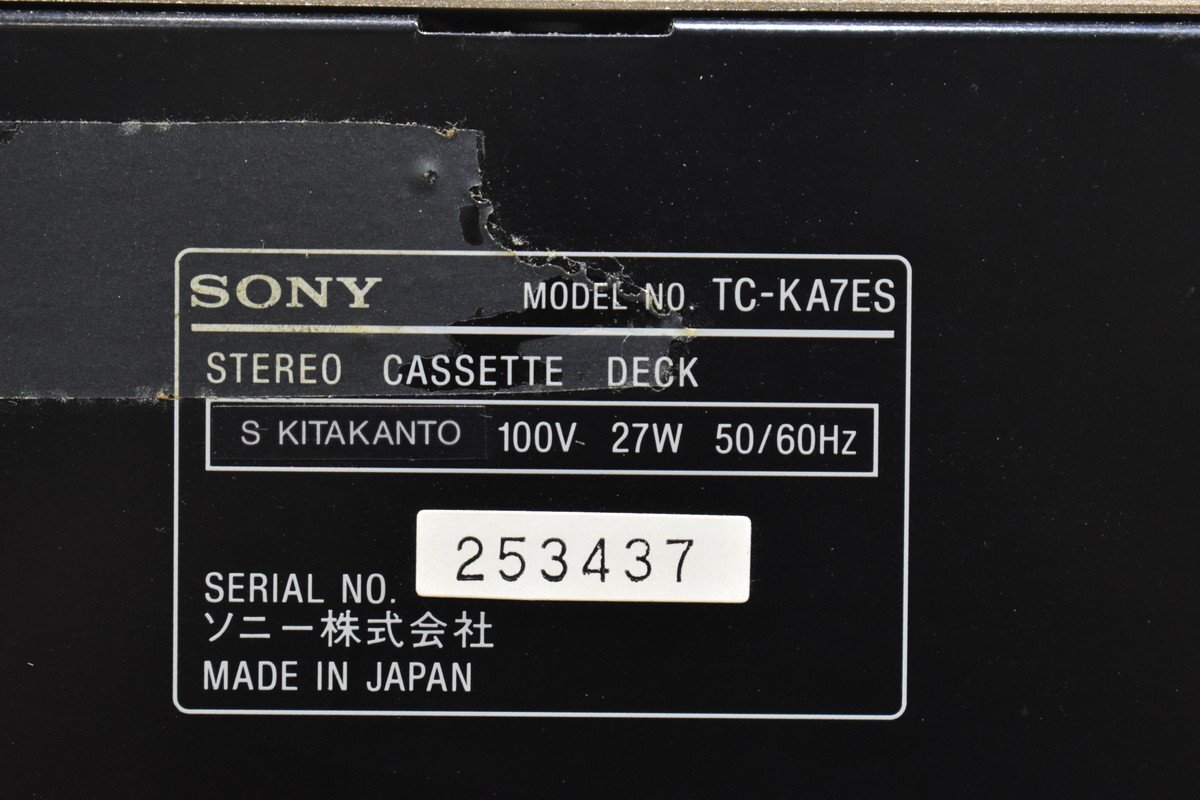 SONY MODEL NO. TC-KA7ES
STEREO CASSETTE DECK
S KITAKANTO 100V 27W 50/60Hz
SERIAL NO. 253437
ソニー株式会社
MADE IN JAPAN